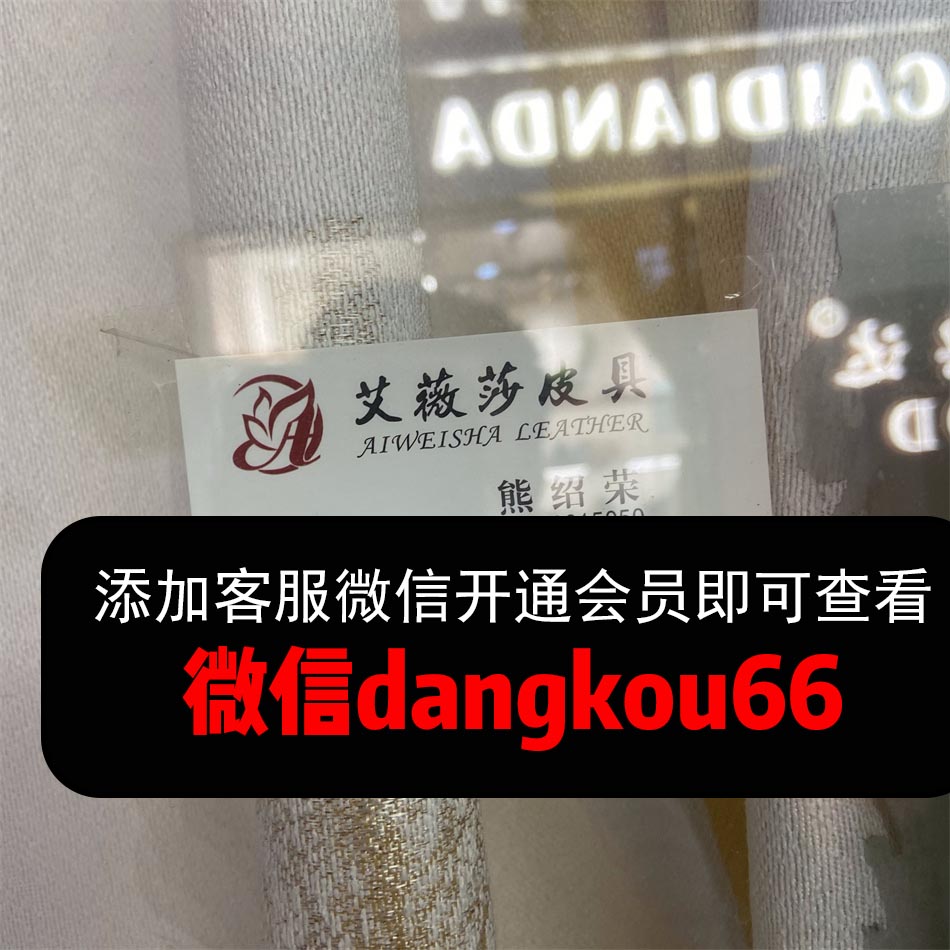 CAIDIANDA
艾薇莎皮具
AIWEISHA LEATHER
熊绍荣
添加客服微信开通会员即可查看
微信dangkou66